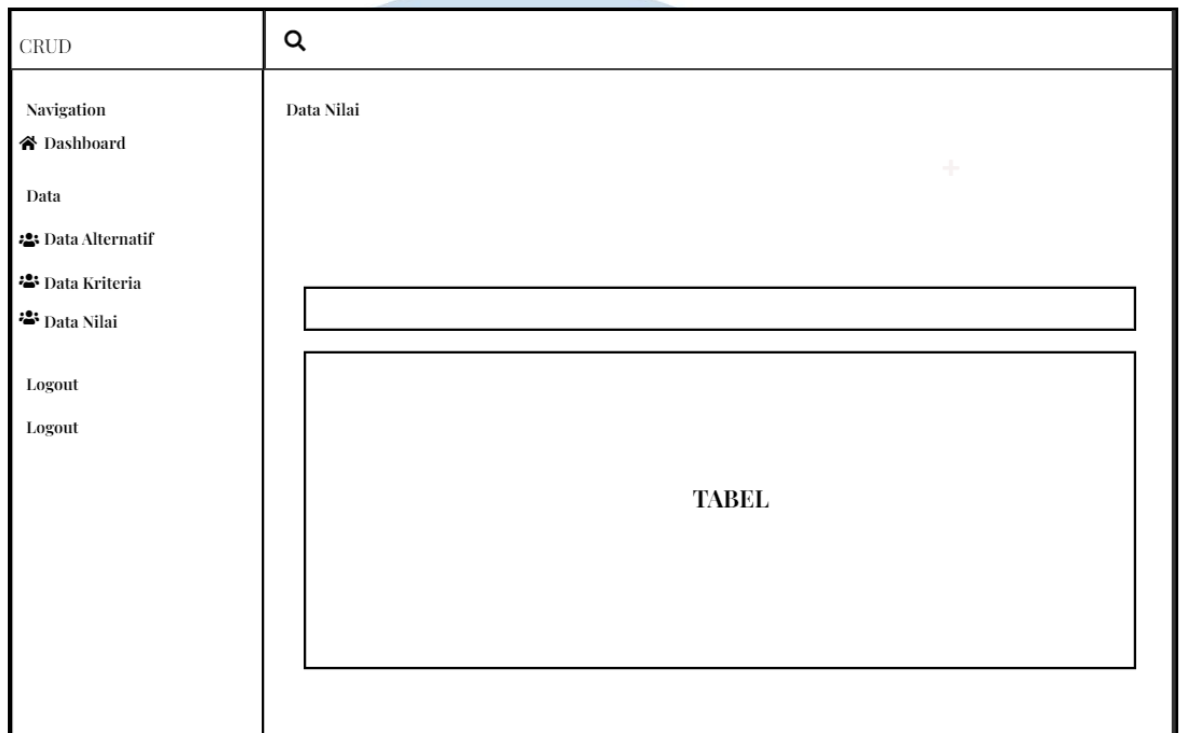 CRUD
Navigation
Dashboard
Data
Data Alternatif
Data Kriteria
Data Nilai
Logout
Logout
Data Nilai
TABEL